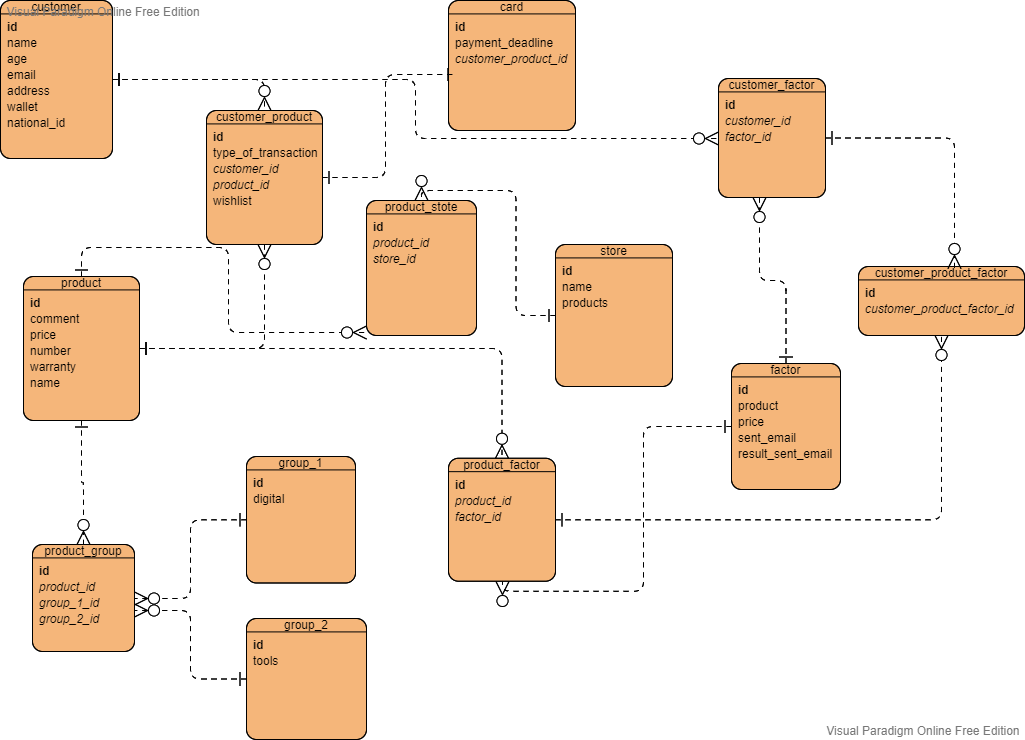 Visual Paradigm Online Free Edition
customer
id
name
age
email
address
wallet
national_id
card
id
payment_deadline
customer_product_id
customer_factor
id
customer_id
factor_id
customer_product
id
type_of_transaction
customer_id
product_id
wishlist
product_stote
id
product_id
store_id
store
id
name
products
customer_product_factor
id
customer_product_factor_id
product
id
comment
price
number
warranty
name
factor
id
product
price
sent_email
result_sent_email
group_1
id
digital
product_factor
id
product_id
factor_id
product_group
id
product_id
group_1_id
group_2_id
group_2
id
tools
Visual Paradigm Online Free Edition